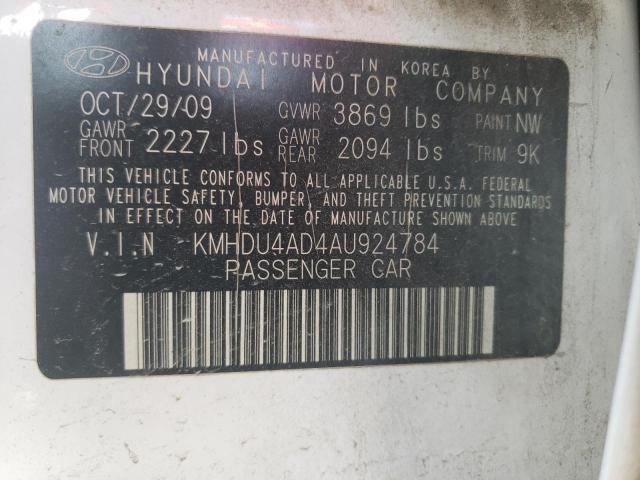 MANUFACTURED IN KOREA BY
HYUNDAI MOTOR COMPANY
OCT/29/09 GVWR 3869 lbs PAINT NW
GAWR FRONT 2227 lbs GAWR REAR 2094 lbs TRIM 9K
THIS VEHICLE CONFORMS TO ALL APPLICABLE U.S.A. FEDERAL
MOTOR VEHICLE SAFETY, BUMPER, AND THEFT PREVENTION STANDARDS
IN EFFECT ON THE DATE OF MANUFACTURE SHOWN ABOVE
V.I.N KMHDU4AD4AU924784
PASSENGER CAR